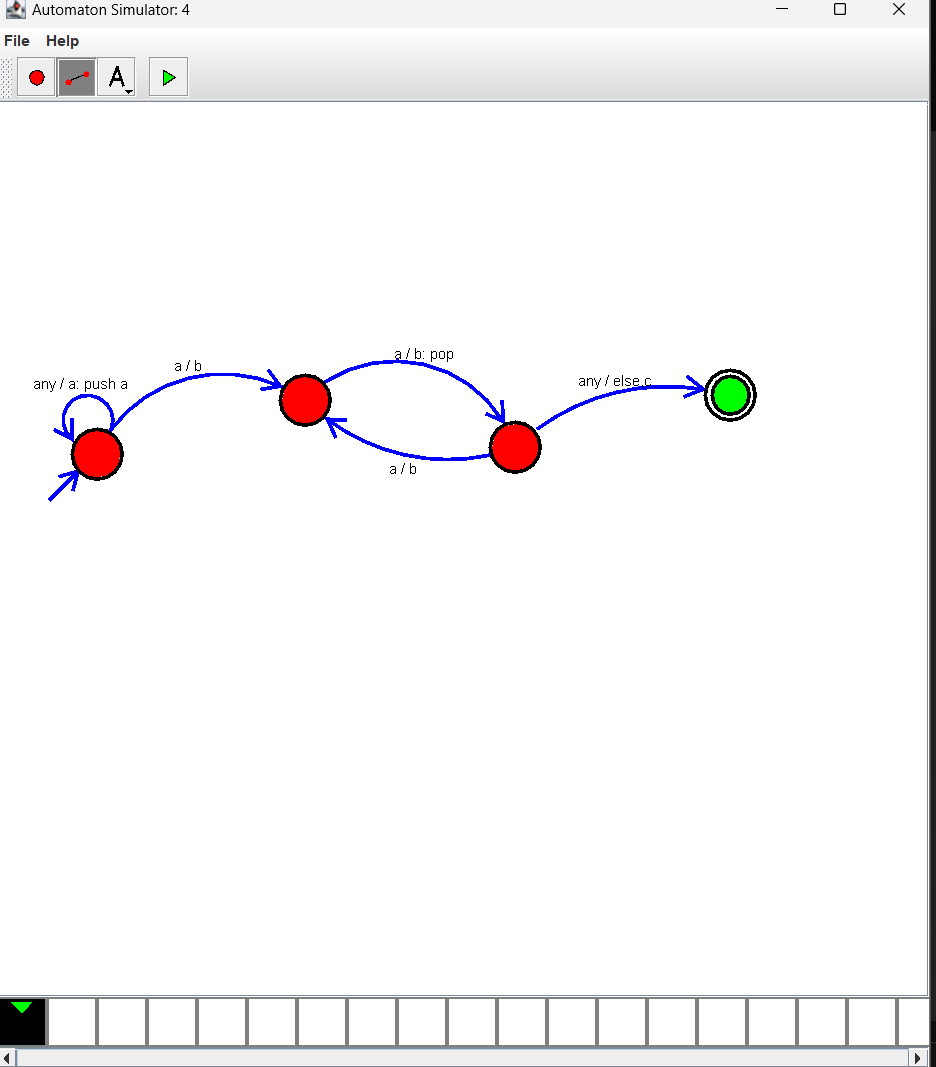 Automaton Simulator: 4
File Help
A
a / b: pop
a / b
any / else,c
any / a: push a
a / b